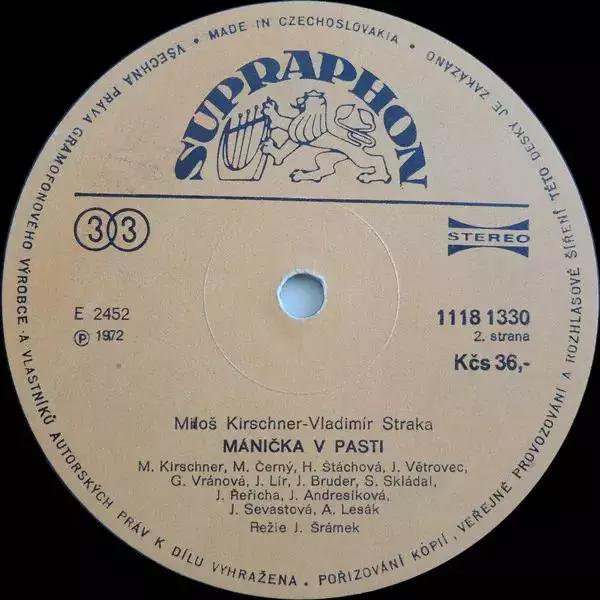 • MADE IN CZECHOSLOVAKIA •
VŠECHNA PRÁVA GRAMOFONOVÉHO VÝROBCE · A VLASTNÍKŮ AUTORSKÝCH PRÁV K DÍLU VYHRAŽENA. • POŘIZOVÁNÍ KOPIÍ, VEŘEJNÉ PROVOZOVÁNÍ A ROZHLASOVÉ ŠÍŘENÍ TÉTO DESKY JE ZAKÁZÁNO
SUPRAPHON
33
STEREO
E 2452
Ⓟ 1972
1118 1330
2. strana
Kčs 36,-
Miloš Kirschner-Vladimír Straka
MÁNIČKA V PASTI
M. Kirschner, M. Černý, H. Štáchová, J. Větrovec,
G. Vránová, J. Lír, J. Bruder, S. Skládal,
J. Řeřicha, J. Andresíková,
J. Sevastová, A. Lesák
Režie J. Šrámek